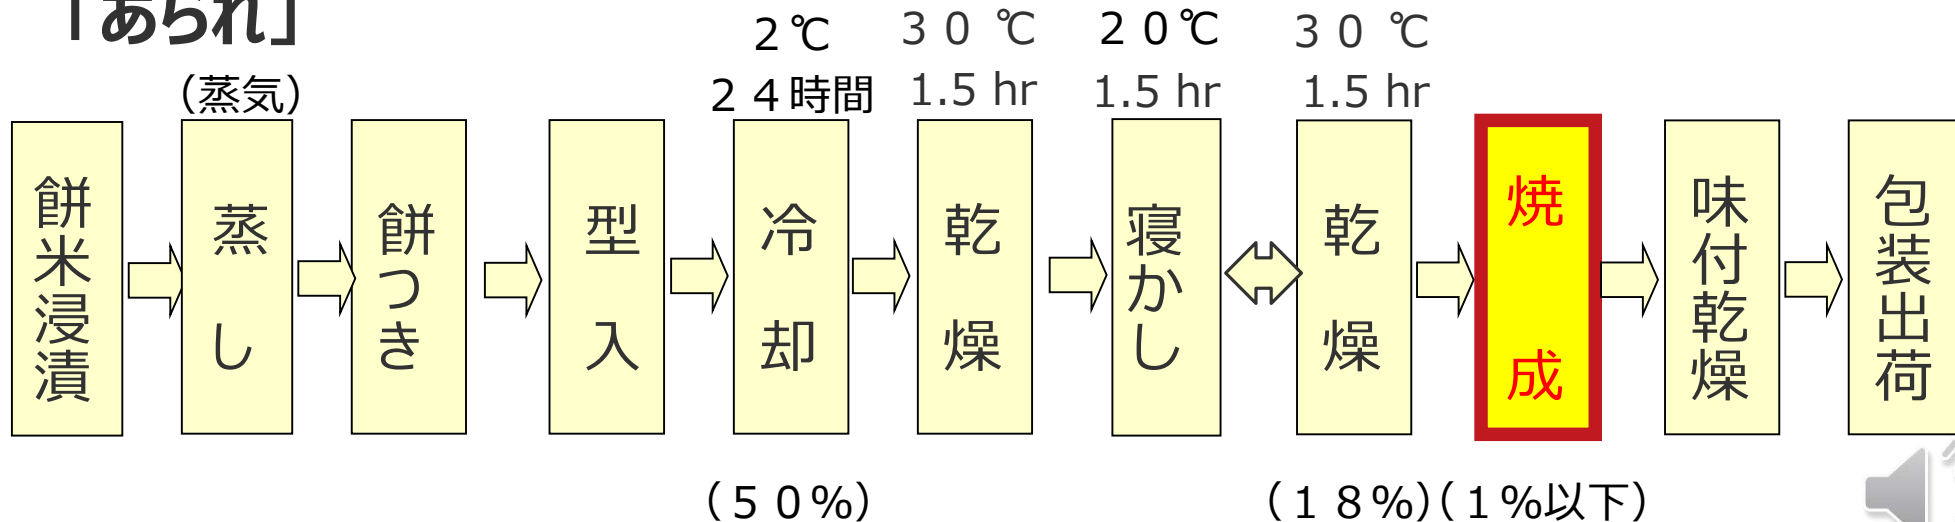 「あられ」
(蒸気)
2℃
24時間
30℃
1.5 hr
20℃
1.5 hr
30℃
1.5 hr
餅米浸漬
蒸し
餅つき
型入
冷却
乾燥
寝かし
乾燥
焼成
味付乾燥
包装出荷
(50%)
(18%)
(1%以下)